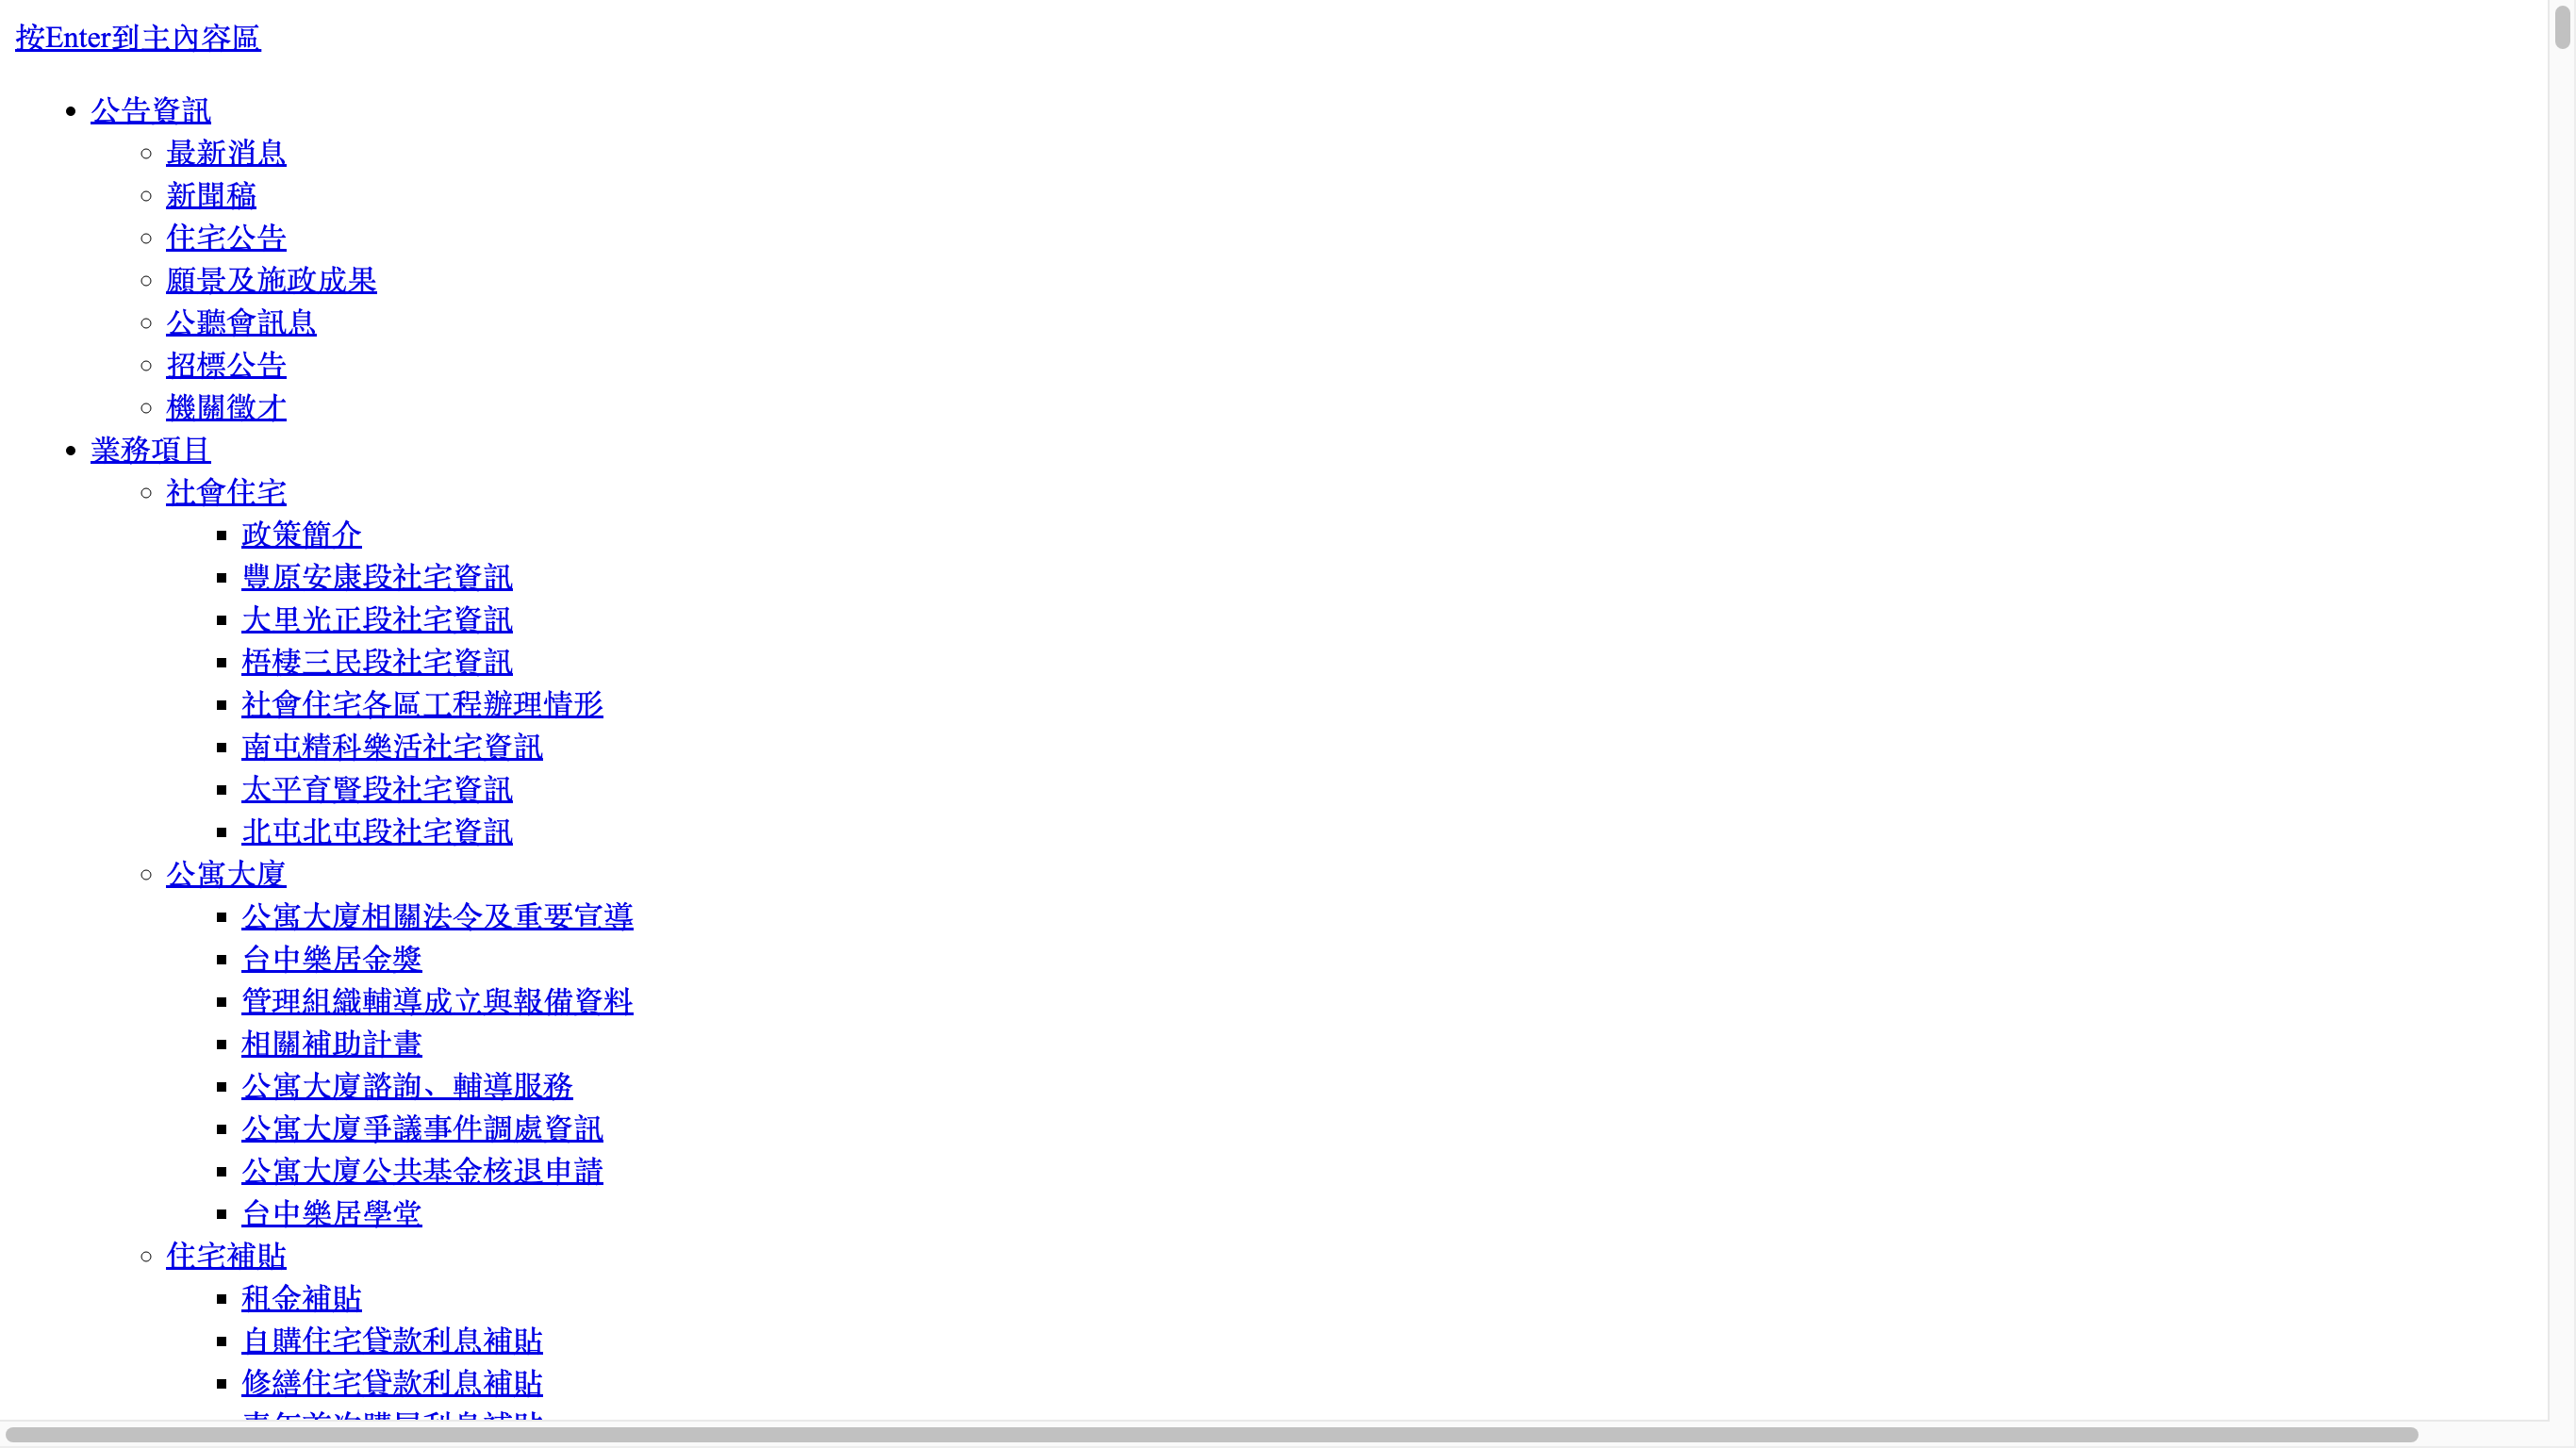 按Enter到主內容區
公告資訊
最新消息
新聞稿
住宅公告
願景及施政成果
公聽會訊息
招標公告
機關徵才
業務項目
社會住宅
政策簡介
豐原安康段社宅資訊
大里光正段社宅資訊
梧棲三民段社宅資訊
社會住宅各區工程辦理情形
南屯精科樂活社宅資訊
太平育賢段社宅資訊
北屯北屯段社宅資訊
公寓大廈
公寓大廈相關法令及重要宣導
台中樂居金獎
管理組織輔導成立與報備資料
相關補助計畫
公寓大廈諮詢、輔導服務
公寓大廈爭議事件調處資訊
公寓大廈公共基金核退申請
台中樂居學堂
住宅補貼
租金補貼
自購住宅貸款利息補貼
修繕住宅貸款利息補貼